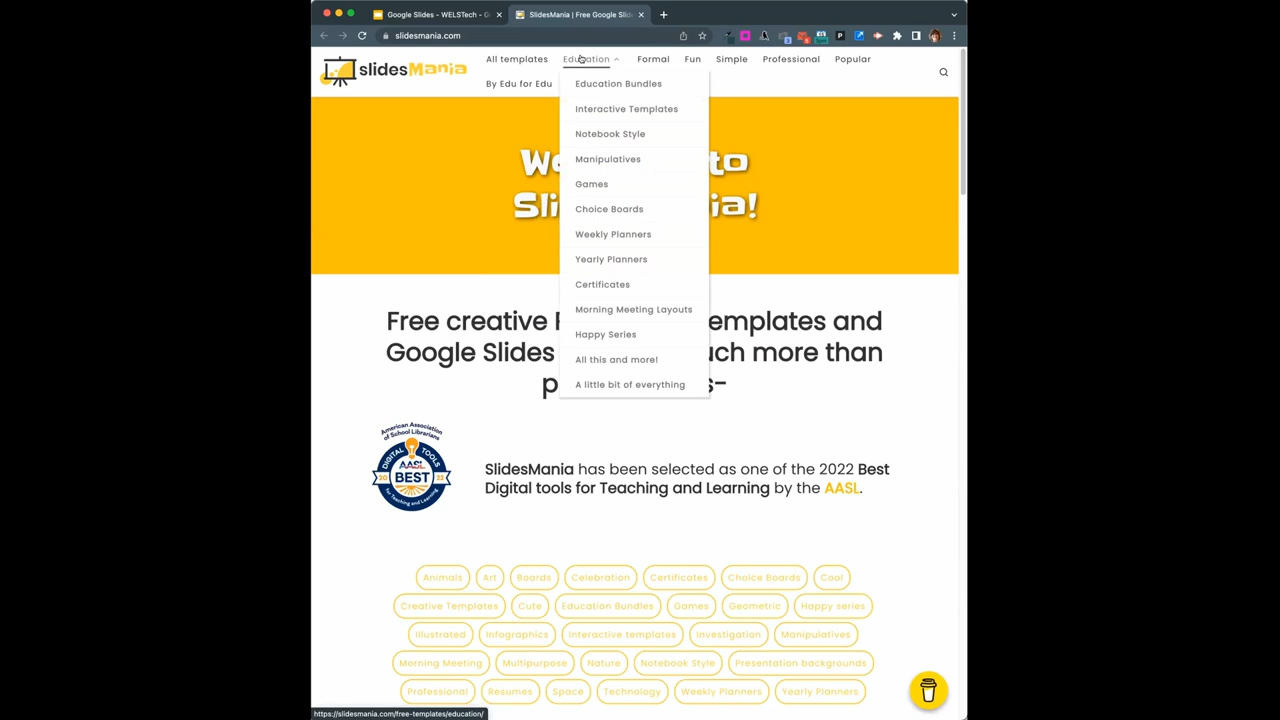 Google Slides - WELSTech - G
SlidesMania | Free Google Slid
slidesmania.com
slidesMania
All templates
Education
Formal
Fun
Simple
Professional
Popular
By Edu for Edu
Education Bundles
Interactive Templates
Notebook Style
Manipulatives
Games
Choice Boards
Weekly Planners
Yearly Planners
Certificates
Morning Meeting Layouts
Happy Series
All this and more!
A little bit of everything
We to
Sli ia!
Free creative emplates and
Google Slides uch more than
p s-
American Association
of School Librarians
DIGITAL TOOLS
AASL
20 BEST 22
for Teaching and Learning
SlidesMania has been selected as one of the 2022 Best
Digital tools for Teaching and Learning by the AASL.
Animals Art Boards Celebration Certificates Choice Boards Cool
Creative Templates Cute Education Bundles Games Geometric Happy series
Illustrated Infographics Interactive templates Investigation Manipulatives
Morning Meeting Multipurpose Nature Notebook Style Presentation backgrounds
Professional Resumes Space Technology Weekly Planners Yearly Planners
https://slidesmania.com/free-templates/education/